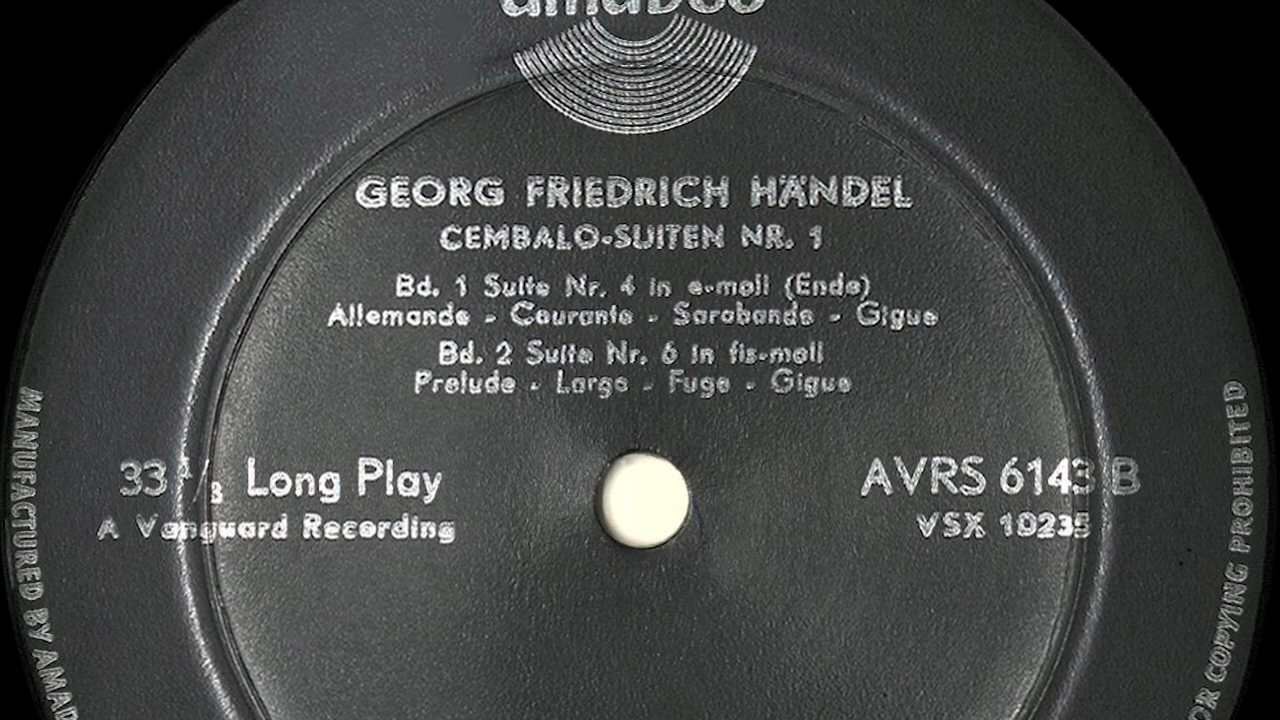 amadeo
GEORG FRIEDRICH HÄNDEL
CEMBALO-SUITEN NR. 1
Bd. 1 Suite Nr. 4 in e-moll (Ende)
Allemande - Courante - Sarabande - Gigue
Bd. 2 Suite Nr. 6 in fis-moll
Prelude - Largo - Fuge - Gigue
33 1/3 Long Play
A Vanguard Recording
AVRS 6143 B
VSX 10235
MANUFACTURED BY AMAD
OR COPYING PROHIBITED